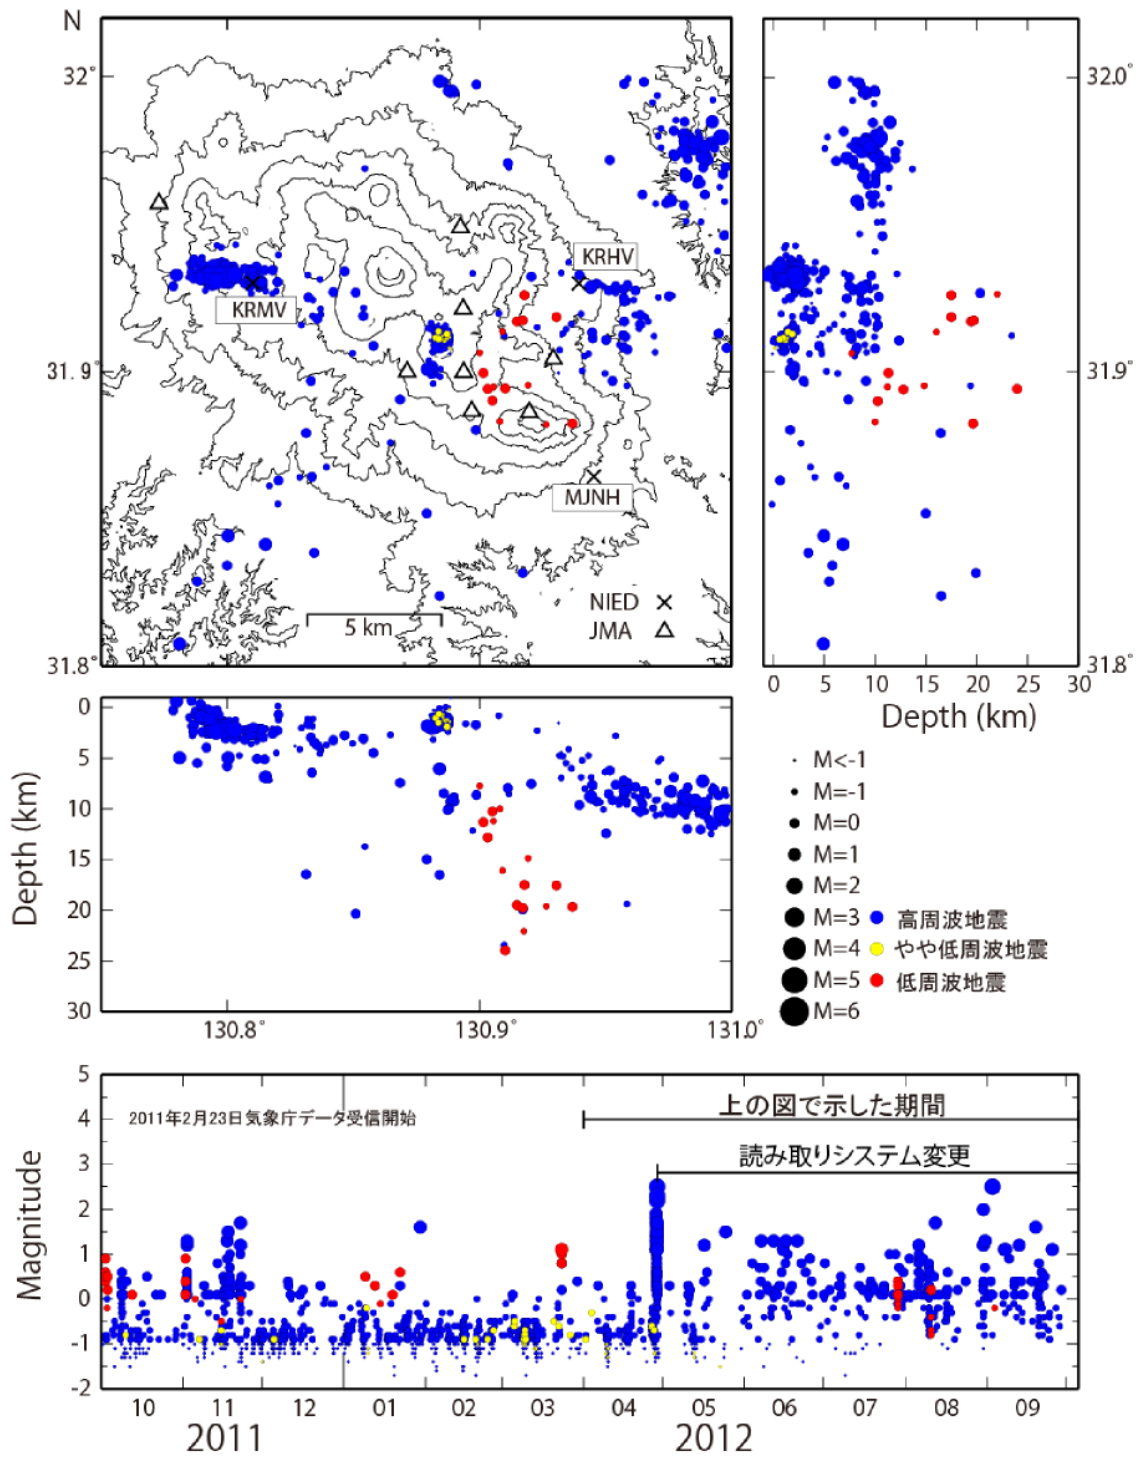 N
32°
32.0°
KRHV
KRMV
31.9°
31.9°
MJNH
NIED
JMA
5 km
31.8°
31.8°
0 5 10 15 20 25 30
Depth (km)
0
5
10
15
20
25
30
Depth (km)
130.8° 130.9° 131.0°
M<-1
M=-1
M=0
M=1
M=2
M=3 高周波地震
M=4 やや低周波地震
M=5 低周波地震
M=6
5
4
3
2
1
0
-1
-2
Magnitude
2011年2月23日気象庁データ受信開始
上の図で示した期間
読み取りシステム変更
10 11 12 01 02 03 04 05 06 07 08 09
2011 2012